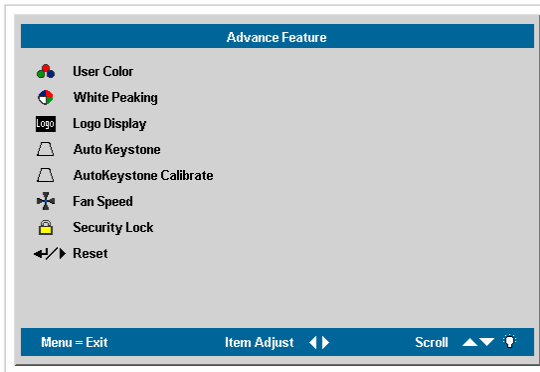 Advance Feature
User Color
White Peaking
Logo Logo Display
Auto Keystone
AutoKeystone Calibrate
Fan Speed
Security Lock
Reset
Menu = Exit Item Adjust Scroll